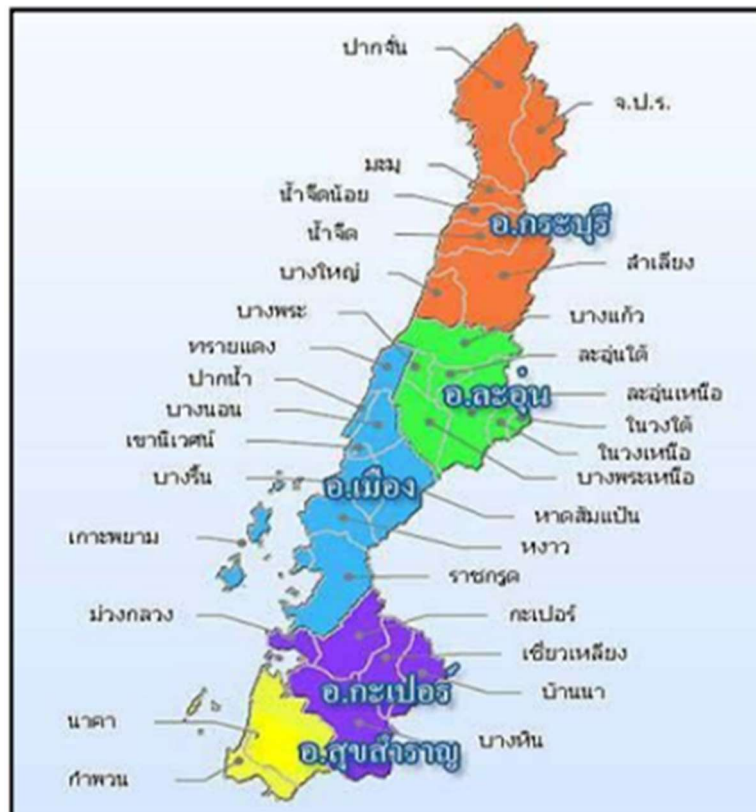 ปากจั่น
จ.ป.ร.
มะมุ
น้ำจืดน้อย
อ.กระบุรี
น้ำจืด
ลำเลียง
บางใหญ่
บางพระ
บางแก้ว
ทรายแดง
ละอุ่นใต้
ปากน้ำ
อ.ละอุ่น
ละอุ่นเหนือ
บางนอน
ในวงใต้
เขานิเวศน์
ในวงเหนือ
บางริ้น
บางพระเหนือ
อ.เมือง
หาดส้มแป้น
เกาะพยาม
หงาว
ราชกรูด
ม่วงกลวง
กะเปอร์
เชี่ยวเหลียง
อ.กะเปอร์
บ้านนา
นาคา
บางหิน
อ.สุขสำราญ
กำพวน